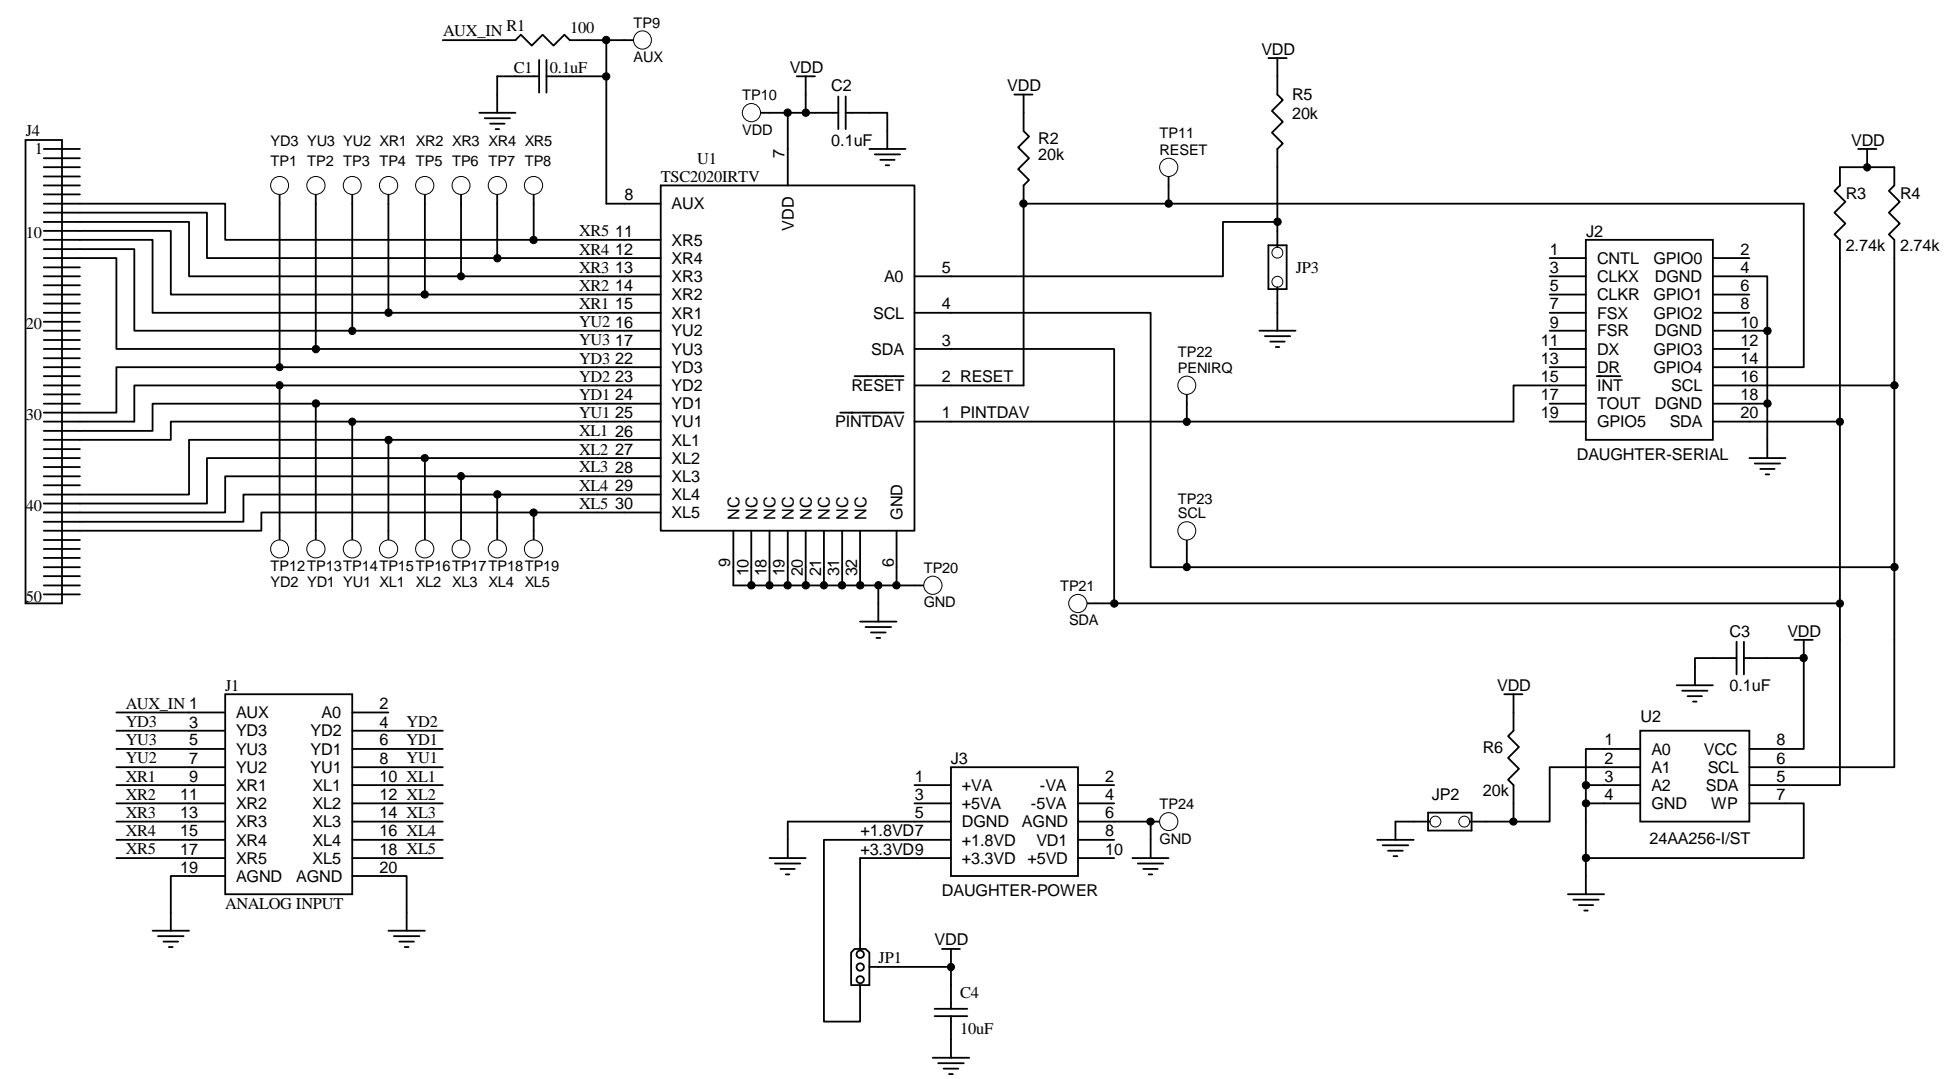 AUX_IN R1 100 TP9
AUX
C1 0.1uF
VDD
TP10
VDD
C2
0.1uF
7
VDD
R2
20k
TP11
RESET
VDD
R5
20k
JP3
VDD
R3
2.74k
R4
2.74k
J4
1
10
20
30
40
50
YD3 YU3 YU2 XR1 XR2 XR3 XR4 XR5
TP1 TP2 TP3 TP4 TP5 TP6 TP7 TP8
U1
TSC2020IRTV
8 AUX
VDD
XR5 11 XR5
XR4 12 XR4
XR3 13 XR3
XR2 14 XR2
XR1 15 XR1
YU2 16 YU2
YU3 17 YU3
YD3 22 YD3
YD2 23 YD2
YD1 24 YD1
YU1 25 YU1
XL1 26 XL1
XL2 27 XL2
XL3 28 XL3
XL4 29 XL4
XL5 30 XL5
A0 5
SCL 4
SDA 3
RESET 2 RESET
PINTDAV 1 PINTDAV
NC NC NC NC NC NC NC NC GND
9 10 18 19 20 21 31 32 6
TP20
GND
TP12 TP13 TP14 TP15 TP16 TP17 TP18 TP19
YD2 YD1 YU1 XL1 XL2 XL3 XL4 XL5
TP22
PENIRQ
TP23
SCL
TP21
SDA
J2
1 CNTL GPIO0 2
3 CLKX DGND 4
5 CLKR GPIO1 6
7 FSX GPIO2 8
9 FSR DGND 10
11 DX GPIO3 12
13 DR GPIO4 14
15 INT SCL 16
17 TOUT DGND 18
19 GPIO5 SDA 20
DAUGHTER-SERIAL
C3
0.1uF
VDD
VDD
R6
20k
JP2
U2
1 A0 VCC 8
2 A1 SCL 6
3 A2 SDA 5
4 GND WP 7
24AA256-I/ST
J1
AUX_IN 1 AUX A0 2
YD3 3 YD3 YD2 4 YD2
YU3 5 YU3 YD1 6 YD1
YU2 7 YU2 YU1 8 YU1
XR1 9 XR1 XL1 10 XL1
XR2 11 XR2 XL2 12 XL2
XR3 13 XR3 XL3 14 XL3
XR4 15 XR4 XL4 16 XL4
XR5 17 XR5 XL5 18 XL5
19 AGND AGND 20
ANALOG INPUT
J3
1 +VA -VA 2
3 +5VA -5VA 4
5 DGND AGND 6
+1.8VD 7 +1.8VD VD1 8
+3.3VD 9 +3.3VD +5VD 10
DAUGHTER-POWER
TP24
GND
JP1
VDD
C4
10uF